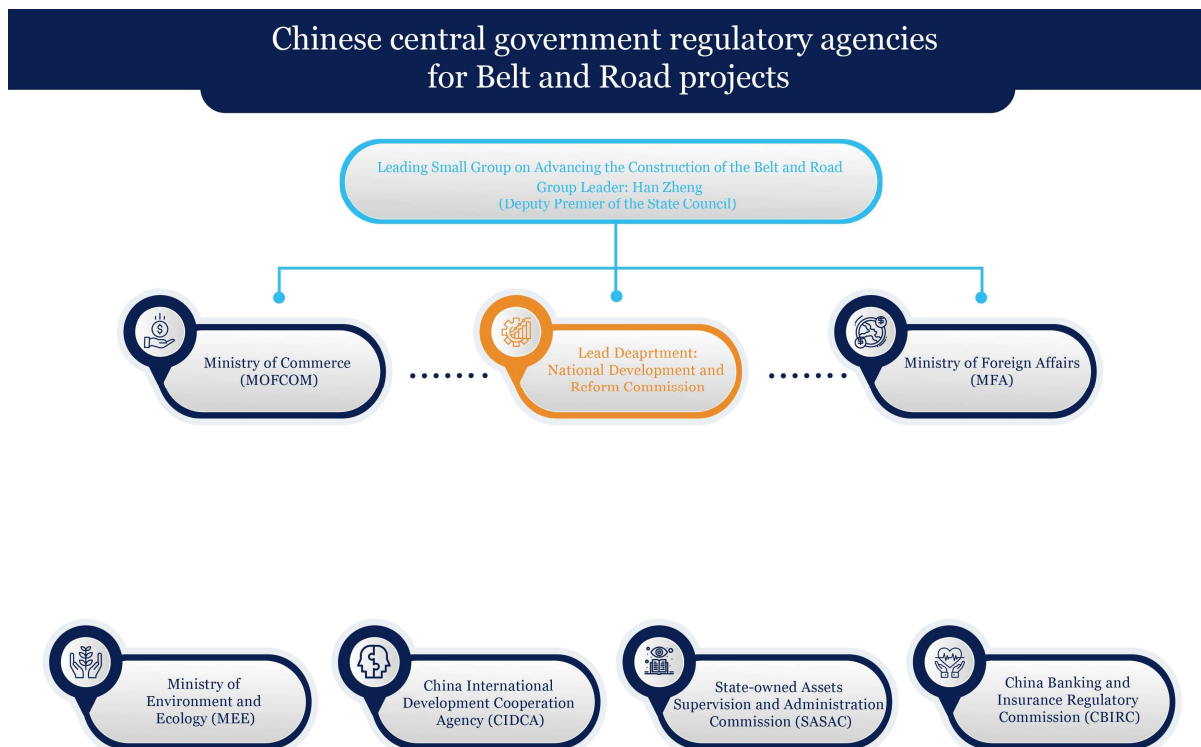 Chinese central government regulatory agencies
for Belt and Road projects
Leading Small Group on Advancing the Construction of the Belt and Road
Group Leader: Han Zheng
(Deputy Premier of the State Council)
Ministry of Commerce
(MOFCOM)
Lead Deaprtment:
National Development and
Reform Commission
Ministry of Foreign Affairs
(MFA)
Ministry of
Environment and
Ecology (MEE)
China International
Development Cooperation
Agency (CIDCA)
State-owned Assets
Supervision and Administration
Commission (SASAC)
China Banking and
Insurance Regulatory
Commission (CBIRC)